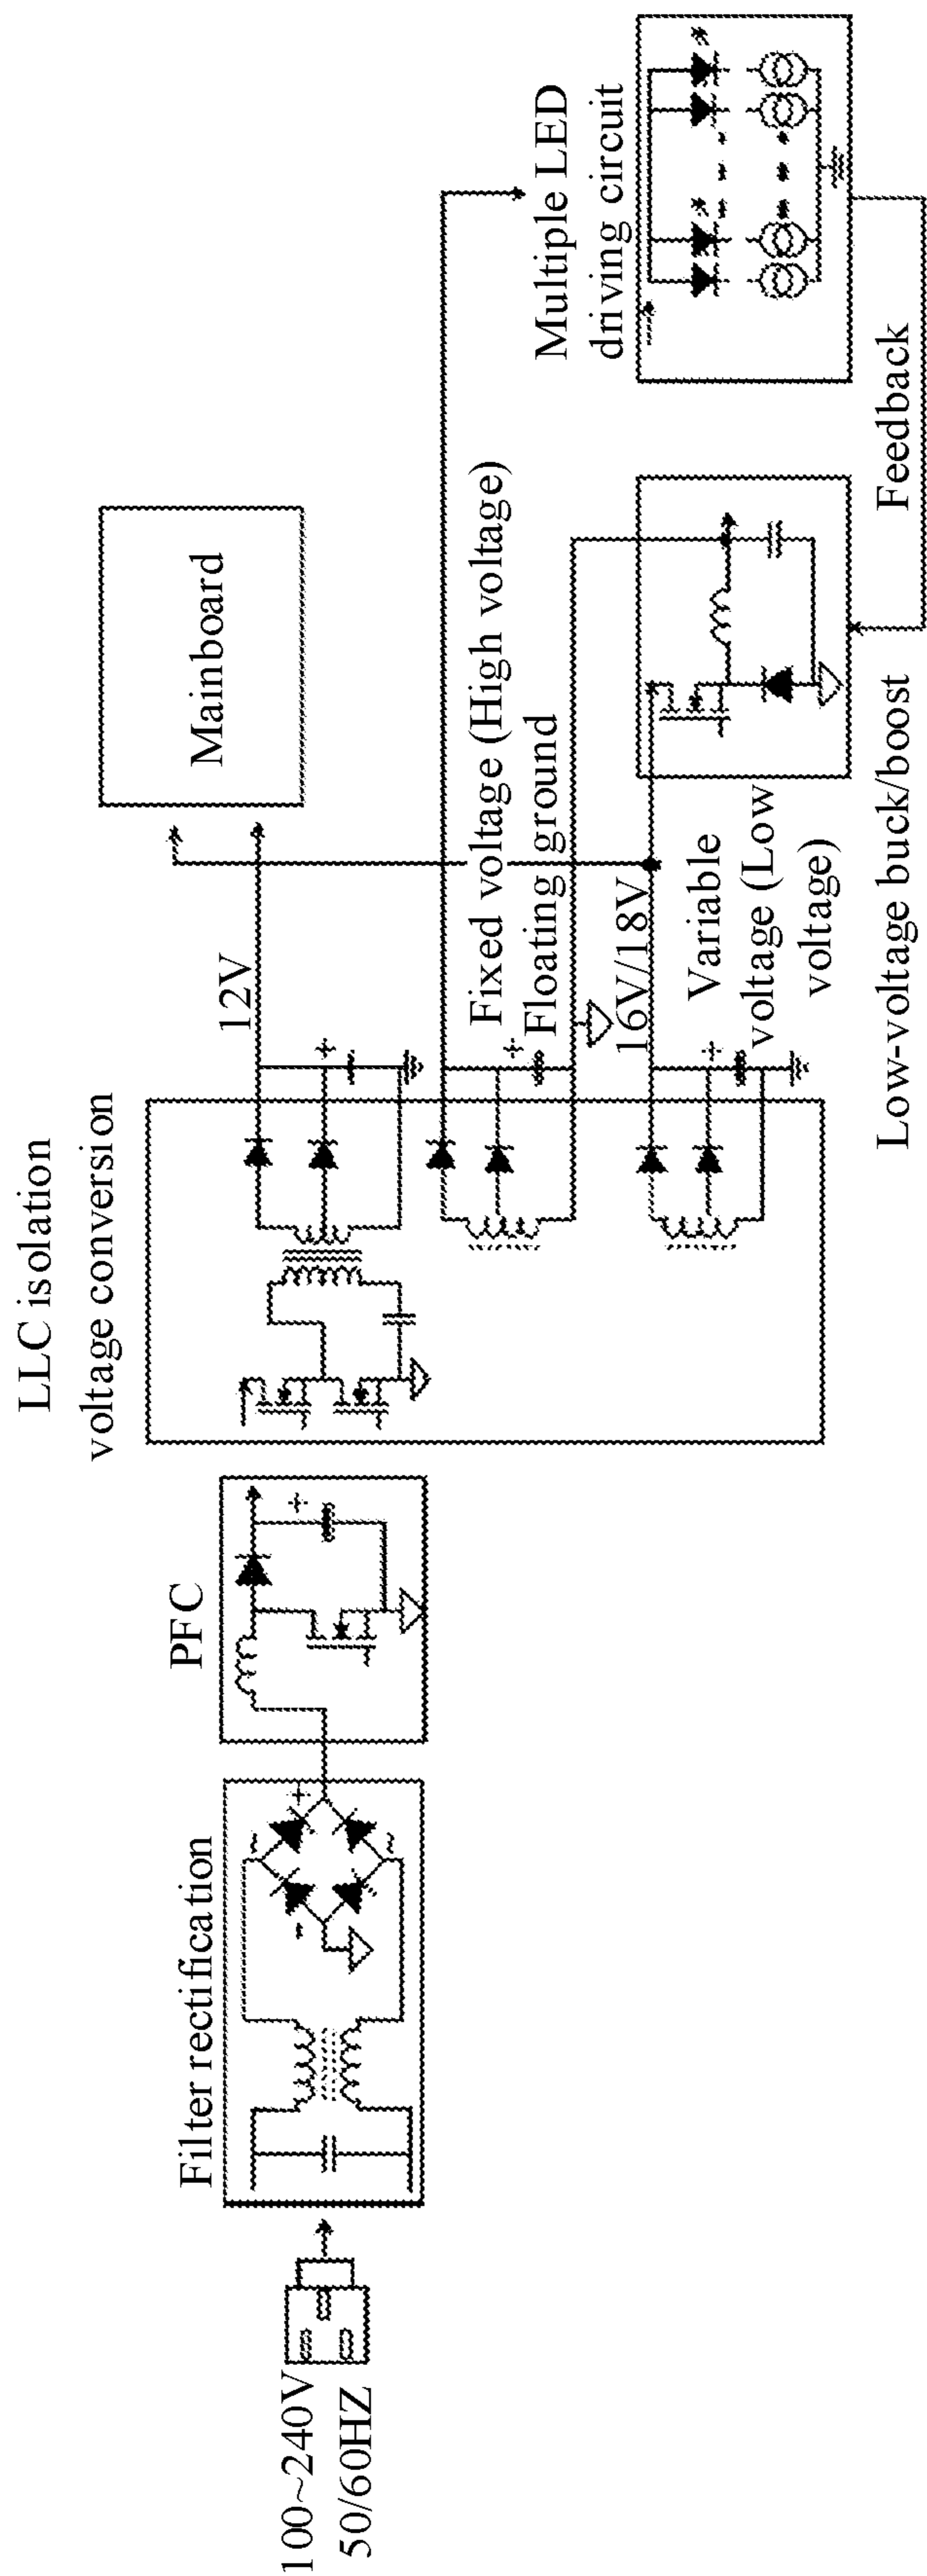 100~240V
50/60HZ
Filter rectification
PFC
LLC isolation
voltage conversion
12V
Mainboard
Fixed voltage (High voltage)
Floating ground
16V/18V
Variable
voltage (Low
voltage)
Low-voltage buck/boost
Multiple LED
driving circuit
Feedback